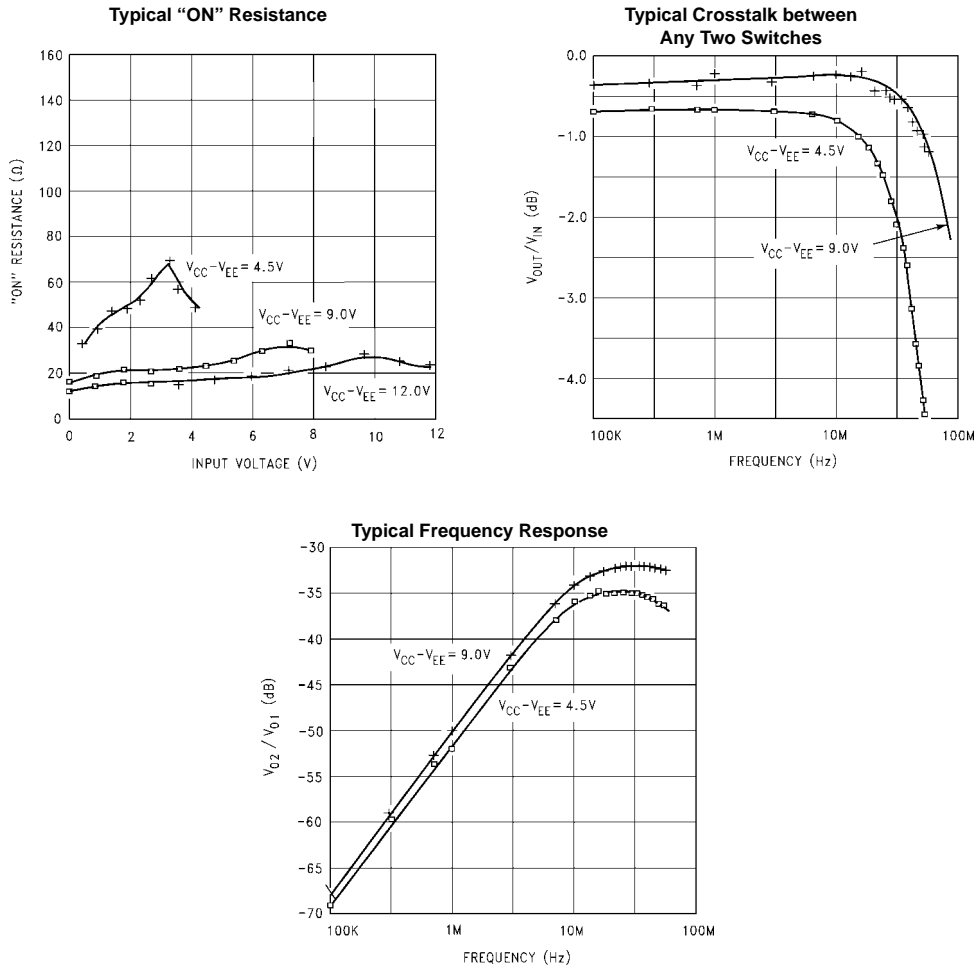 Typical “ON” Resistance
160
140
120
100
80
60
40
20
0
"ON" RESISTANCE (Ω)
V_CC-V_EE = 4.5V
V_CC-V_EE = 9.0V
V_CC-V_EE = 12.0V
0 2 4 6 8 10 12
INPUT VOLTAGE (V)
Typical Crosstalk between
Any Two Switches
0.0
-1.0
-2.0
-3.0
-4.0
V_OUT/V_IN (dB)
V_CC-V_EE = 4.5V
V_CC-V_EE = 9.0V
100K 1M 10M 100M
FREQUENCY (Hz)
Typical Frequency Response
-30
-35
-40
-45
-50
-55
-60
-65
-70
V_O2 / V_O1 (dB)
V_CC-V_EE = 9.0V
V_CC-V_EE = 4.5V
100K 1M 10M 100M
FREQUENCY (Hz)